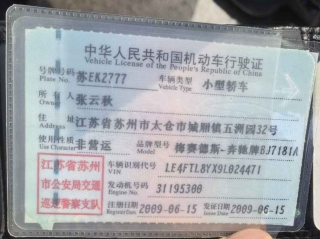 中华人民共和国机动车行驶证
Vehicle License of the People's Republic of China
号牌号码 苏EK2777 车辆类型 小型轿车
Plate No. Vehicle Type
所有人 张云秋
Owner
住址 江苏省苏州市太仓市城厢镇五洲园32号
Address
使用性质 非营运 品牌型号 梅赛德斯-奔驰牌BJ7181A
Use Character Model
江苏省苏州
市公安局交通
巡逻警察支队
车辆识别代号 LE4FTL8YX9L024471
VIN
发动机号码 31195300
Engine No.
注册日期 2009-06-15 发证日期 2009-06-15
Register Date Issue Date